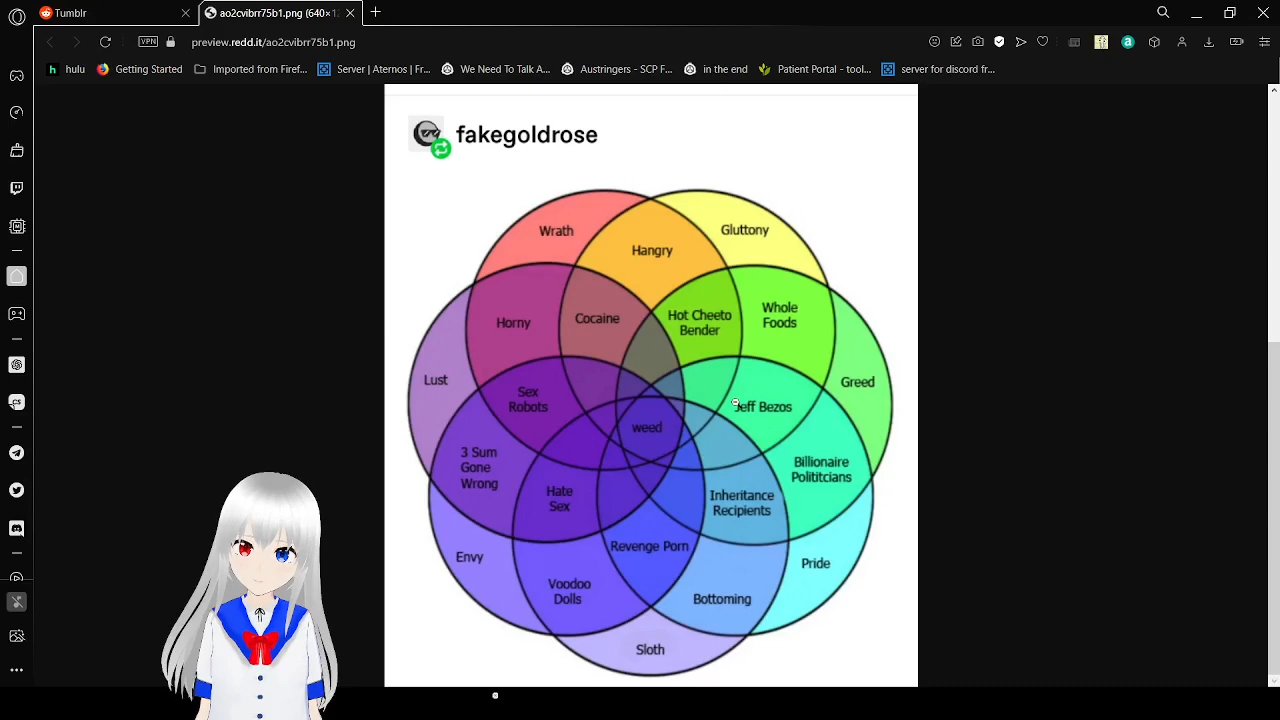 Tumblr
ao2cvibrr75b1.png (640×12
VPN
preview.redd.it/ao2cvibrr75b1.png
hulu
Getting Started
Imported from Firef...
Server | Aternos | Fr...
We Need To Talk A...
Austringers - SCP F...
in the end
Patient Portal - tool...
server for discord fr...
fakegoldrose
Wrath
Gluttony
Hangry
Horny
Cocaine
Hot Cheeto
Bender
Whole
Foods
Lust
Greed
Sex
Robots
Jeff Bezos
weed
3 Sum
Gone
Wrong
Billionaire
Polititcians
Hate
Sex
Inheritance
Recipients
Revenge Porn
Envy
Pride
Voodoo
Dolls
Bottoming
Sloth